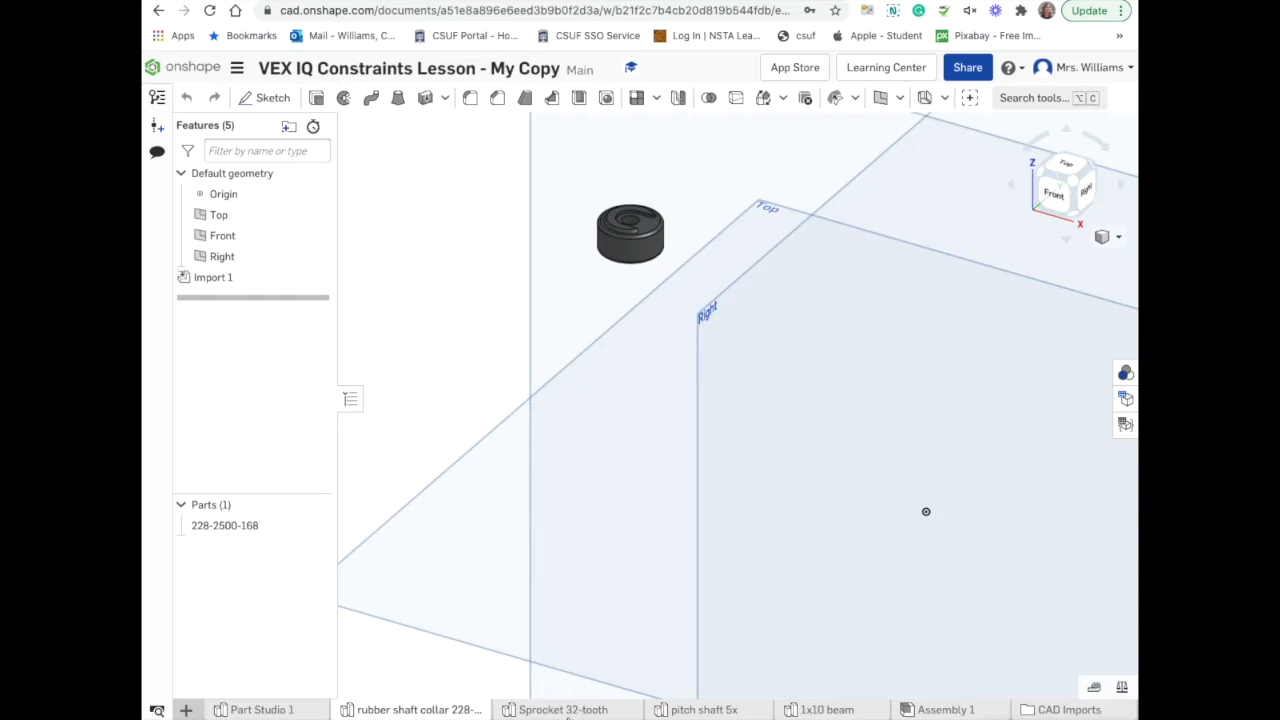 cad.onshape.com/documents/a51e8a896e6eed3b9b0f2d3a/w/b21f2c7b4cb20d819b544fdb/e...
Update
Apps
Bookmarks
Mail - Williams, C...
CSUF Portal - Ho...
CSUF SSO Service
Log In | NSTA Lea...
csuf
Apple - Student
Pixabay - Free Im...
»
onshape
VEX IQ Constraints Lesson - My Copy
Main
App Store
Learning Center
Share
Mrs. Williams
Sketch
Search tools...
⌥ C
Features (5)
Filter by name or type
Default geometry
Origin
Top
Front
Right
Import 1
Parts (1)
228-2500-168
Top
Right
Z
Top
Front
Right
X
Part Studio 1
rubber shaft collar 228-...
Sprocket 32-tooth
pitch shaft 5x
1x10 beam
Assembly 1
CAD Imports